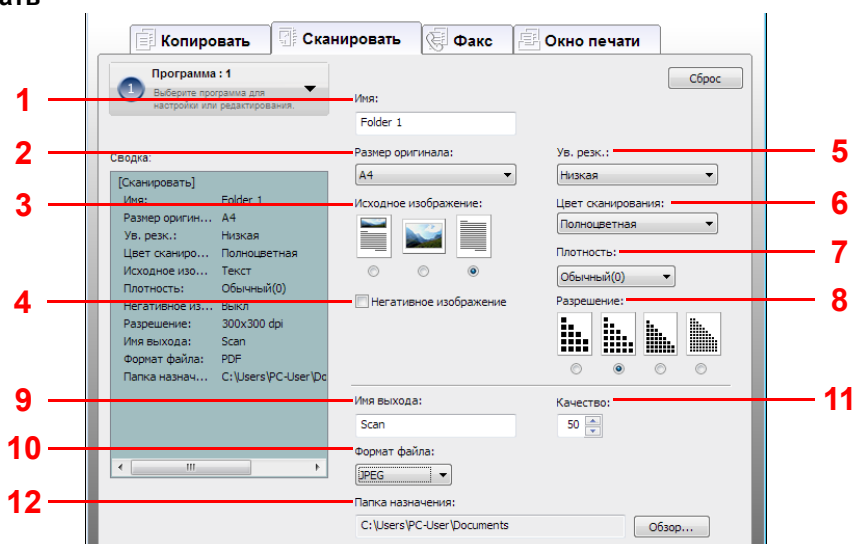 Копировать Сканировать Факс Окно печати
Программа : 1
1
Выберите программа для
настройки или редактирования.
Сброс
1
Имя:
Folder 1
2
Сводка:
Размер оригинала:
A4
Ув. резк.:
5
Низкая
[Сканировать]
Имя: Folder 1
Размер оригин... A4
Ув. резк.: Низкая
Цвет сканиро... Полноцветная
Исходное изо... Текст
Плотность: Обычный(0)
Негативное из... Выкл
Разрешение: 300x300 dpi
Имя выхода: Scan
Формат файла: PDF
Папка назнач... C:\Users\PC-User\Do
3
Исходное изображение:
Цвет сканирования:
6
Полноцветная
Плотность:
7
Обычный(0)
4
Негативное изображение
Разрешение:
8
9
Имя выхода:
Scan
Качество:
11
50
10
Формат файла:
JPEG
12
Папка назначения:
C:\Users\PC-User\Documents
Обзор...